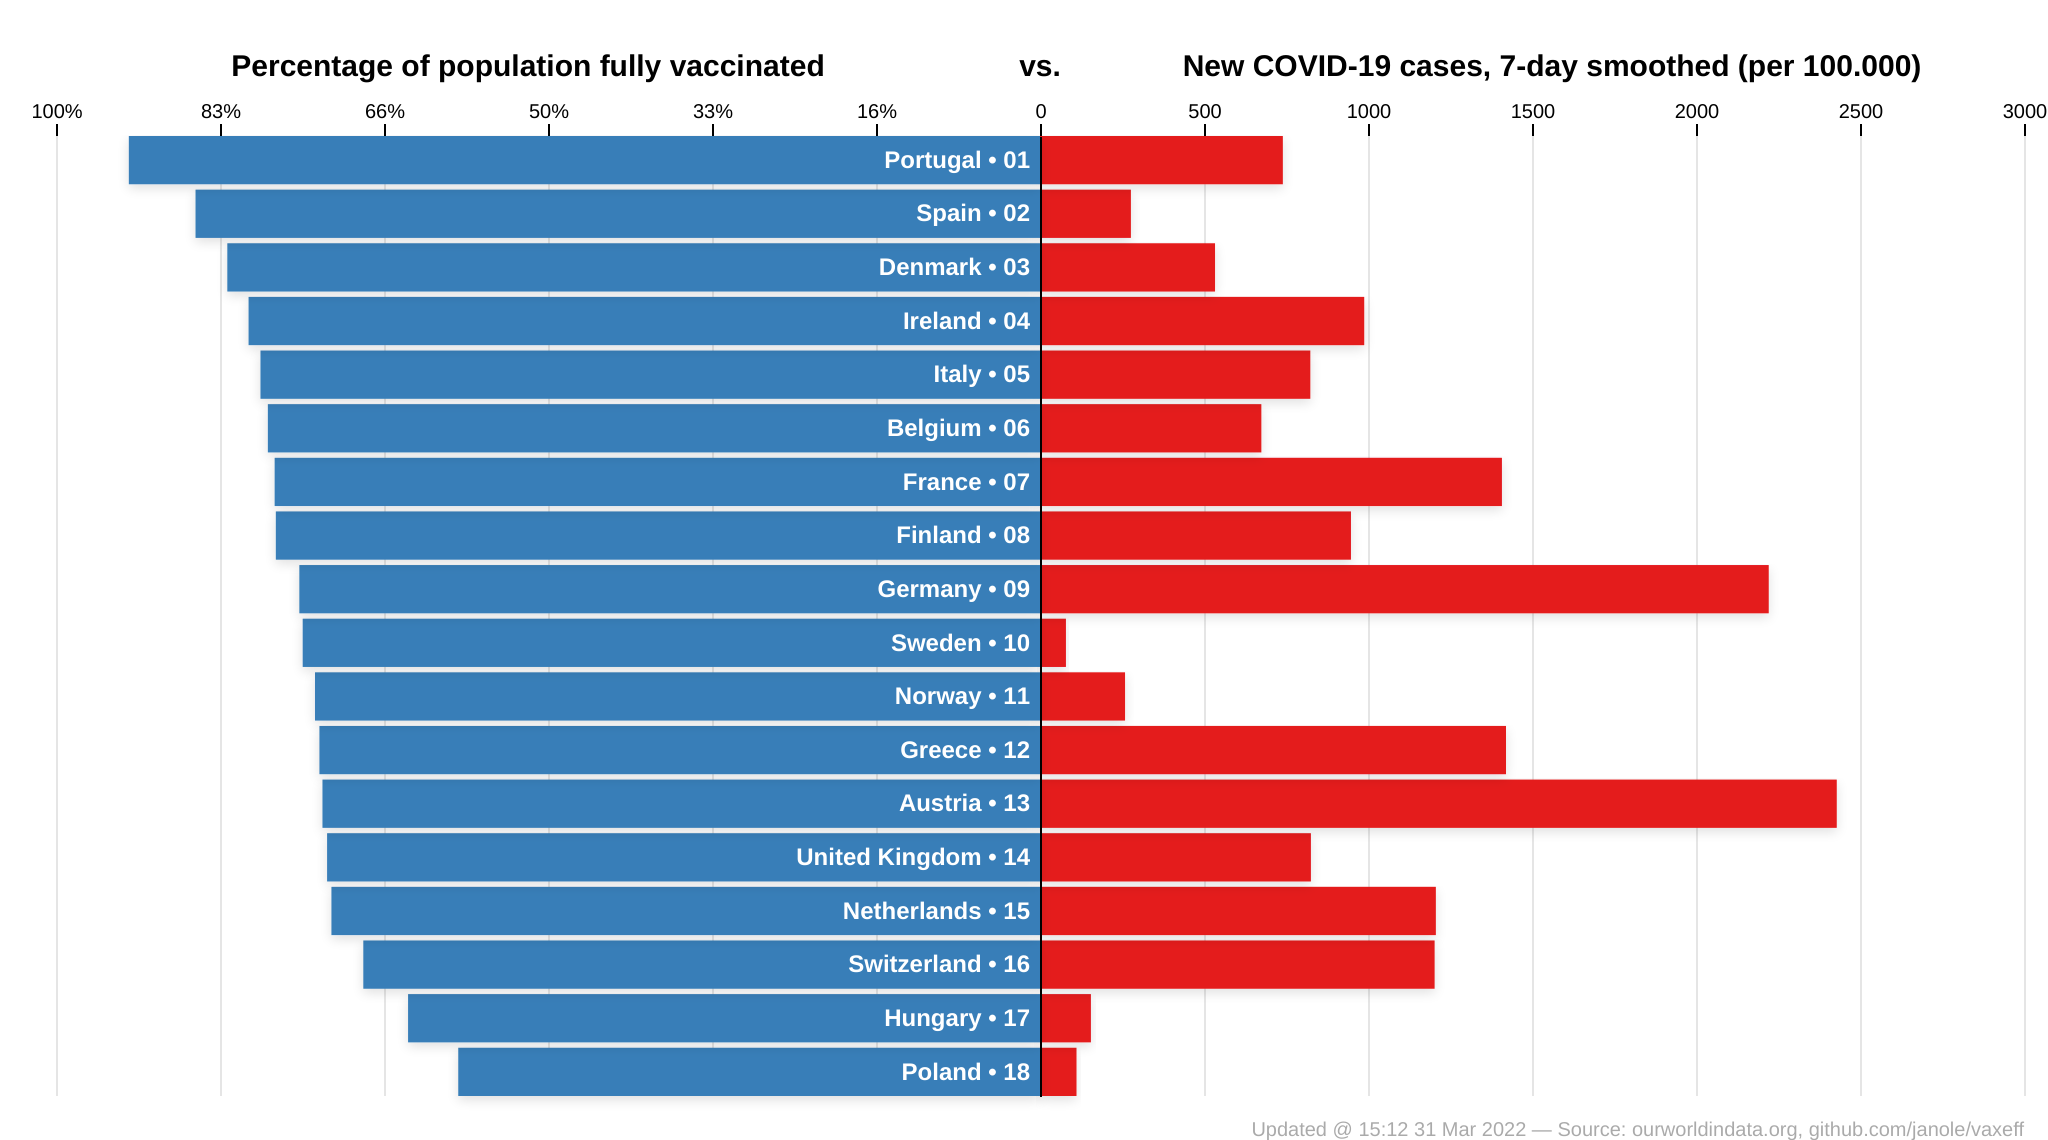 Percentage of population fully vaccinated vs. New COVID-19 cases, 7-day smoothed (per 100.000)
100% 83% 66% 50% 33% 16% 0 500 1000 1500 2000 2500 3000
Portugal • 01
Spain • 02
Denmark • 03
Ireland • 04
Italy • 05
Belgium • 06
France • 07
Finland • 08
Germany • 09
Sweden • 10
Norway • 11
Greece • 12
Austria • 13
United Kingdom • 14
Netherlands • 15
Switzerland • 16
Hungary • 17
Poland • 18
Updated @ 15:12 31 Mar 2022 — Source: ourworldindata.org, github.com/janole/vaxeff